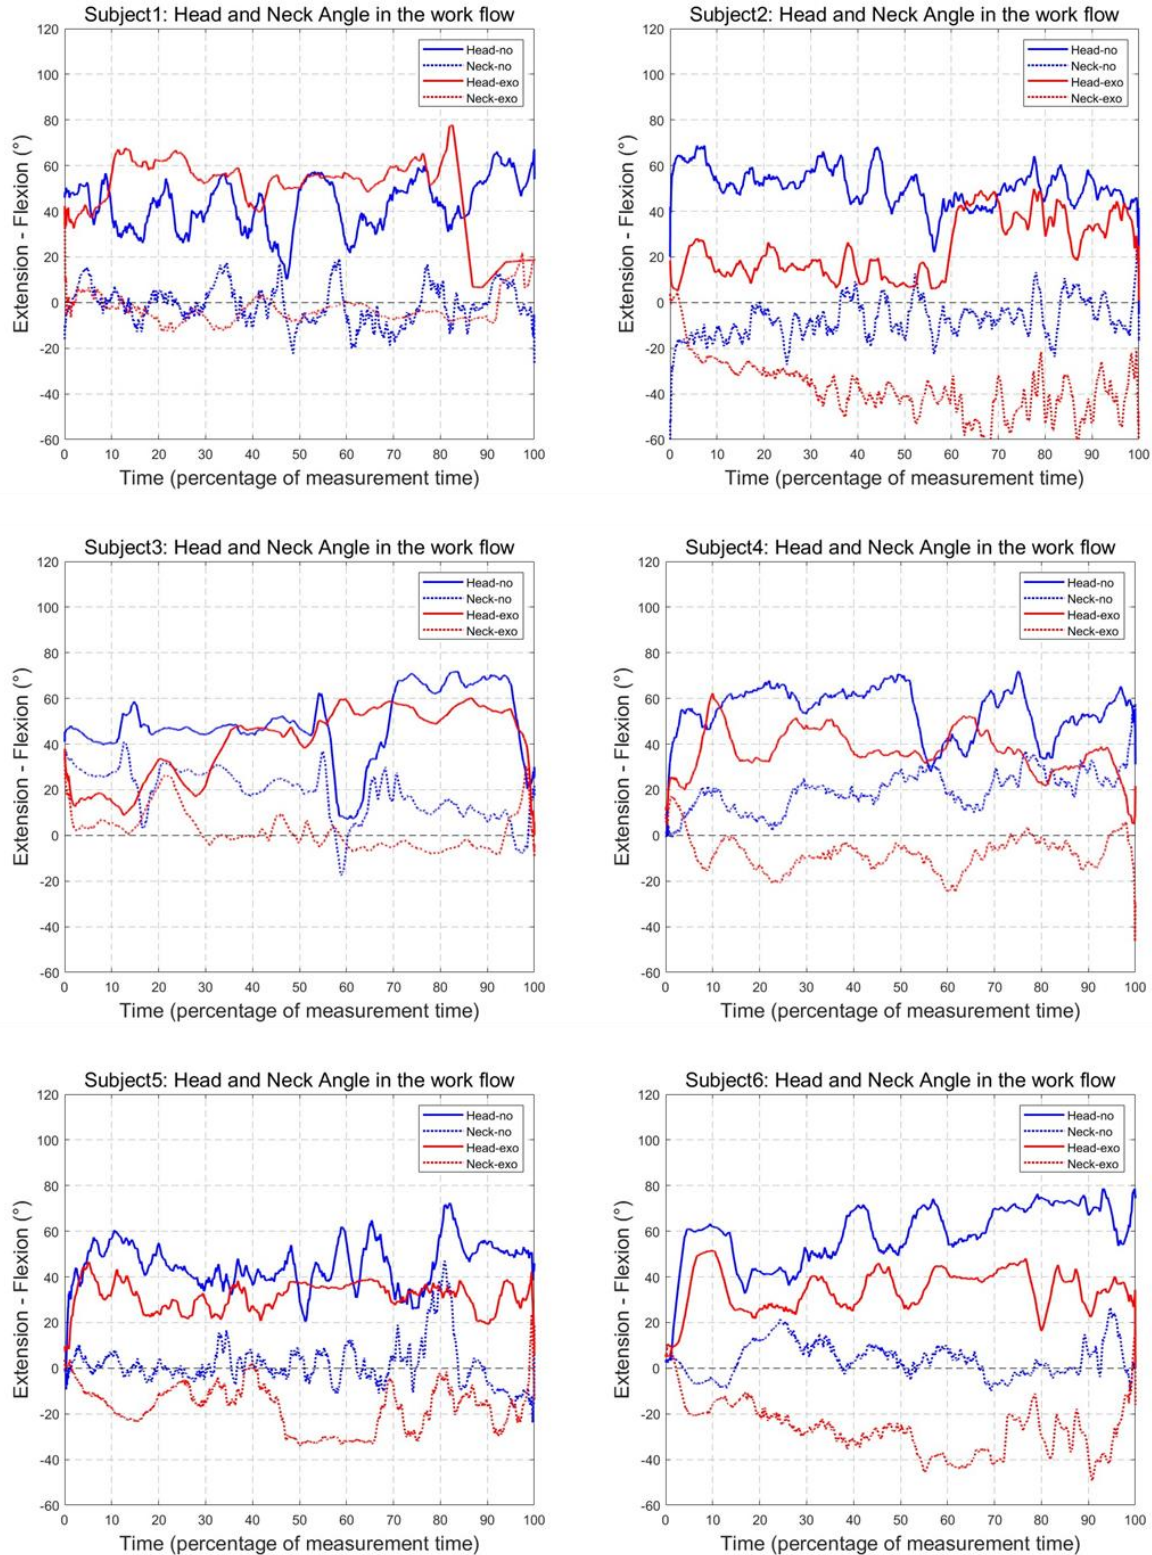 Subject1: Head and Neck Angle in the work flow
Extension - Flexion (°)
120
100
80
60
40
20
0
-20
-40
-60
Head-no
Neck-no
Head-exo
Neck-exo
0 10 20 30 40 50 60 70 80 90 100
Time (percentage of measurement time)
Subject2: Head and Neck Angle in the work flow
Extension - Flexion (°)
120
100
80
60
40
20
0
-20
-40
-60
Head-no
Neck-no
Head-exo
Neck-exo
0 10 20 30 40 50 60 70 80 90 100
Time (percentage of measurement time)
Subject3: Head and Neck Angle in the work flow
Extension - Flexion (°)
120
100
80
60
40
20
0
-20
-40
-60
Head-no
Neck-no
Head-exo
Neck-exo
0 10 20 30 40 50 60 70 80 90 100
Time (percentage of measurement time)
Subject4: Head and Neck Angle in the work flow
Extension - Flexion (°)
120
100
80
60
40
20
0
-20
-40
-60
Head-no
Neck-no
Head-exo
Neck-exo
0 10 20 30 40 50 60 70 80 90 100
Time (percentage of measurement time)
Subject5: Head and Neck Angle in the work flow
Extension - Flexion (°)
120
100
80
60
40
20
0
-20
-40
-60
Head-no
Neck-no
Head-exo
Neck-exo
0 10 20 30 40 50 60 70 80 90 100
Time (percentage of measurement time)
Subject6: Head and Neck Angle in the work flow
Extension - Flexion (°)
120
100
80
60
40
20
0
-20
-40
-60
Head-no
Neck-no
Head-exo
Neck-exo
0 10 20 30 40 50 60 70 80 90 100
Time (percentage of measurement time)